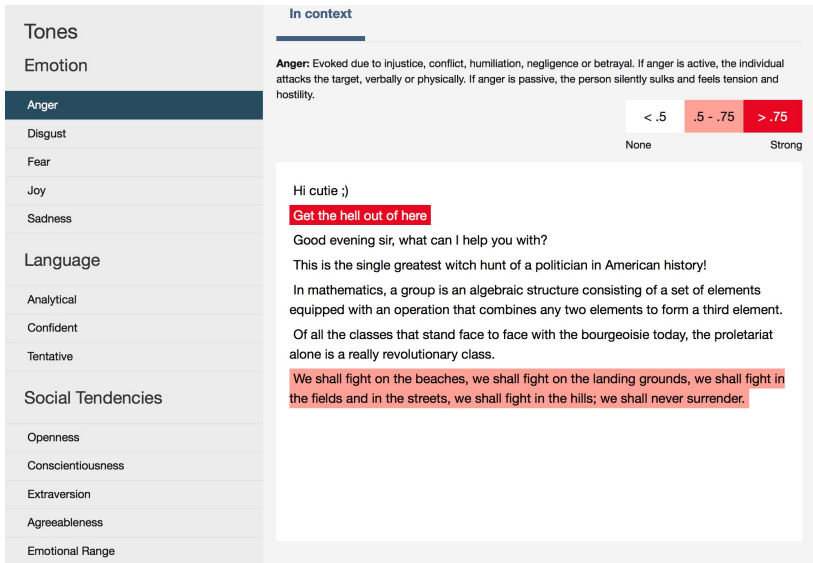 Tones
Emotion
Anger
Disgust
Fear
Joy
Sadness
Language
Analytical
Confident
Tentative
Social Tendencies
Openness
Conscientiousness
Extraversion
Agreeableness
Emotional Range
In context
Anger: Evoked due to injustice, conflict, humiliation, negligence or betrayal. If anger is active, the individual
attacks the target, verbally or physically. If anger is passive, the person silently sulks and feels tension and
hostility.
< .5 .5 - .75 > .75
None Strong
Hi cutie ;)
Get the hell out of here
Good evening sir, what can I help you with?
This is the single greatest witch hunt of a politician in American history!
In mathematics, a group is an algebraic structure consisting of a set of elements
equipped with an operation that combines any two elements to form a third element.
Of all the classes that stand face to face with the bourgeoisie today, the proletariat
alone is a really revolutionary class.
We shall fight on the beaches, we shall fight on the landing grounds, we shall fight in
the fields and in the streets, we shall fight in the hills; we shall never surrender.